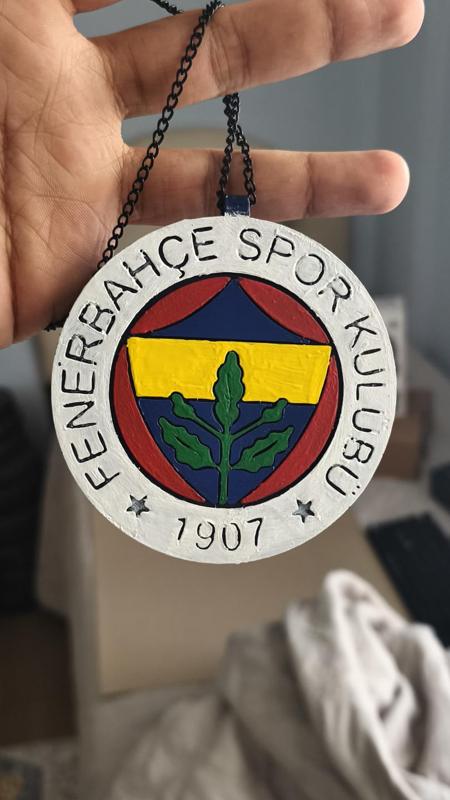 FENERBAHÇE SPOR KULÜBÜ
1907